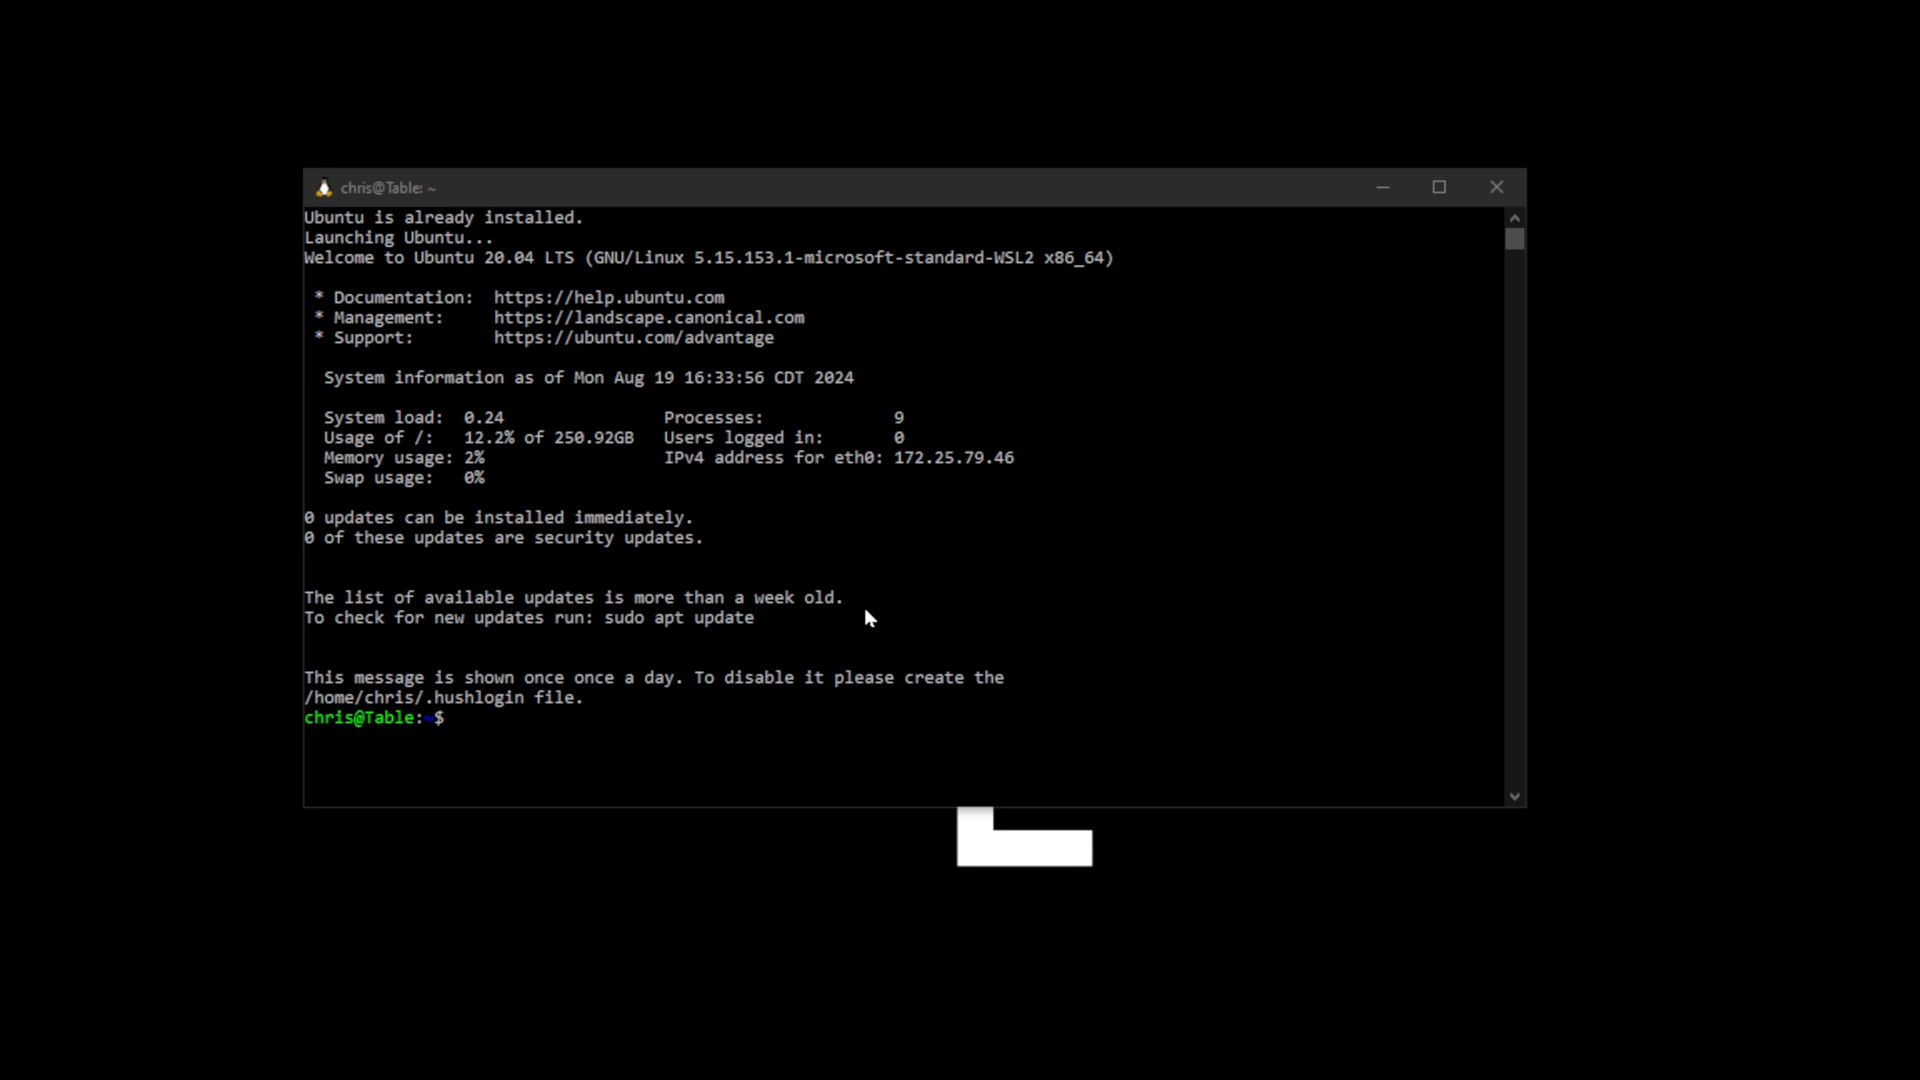 chris@Table: ~
Ubuntu is already installed.
Launching Ubuntu...
Welcome to Ubuntu 20.04 LTS (GNU/Linux 5.15.153.1-microsoft-standard-WSL2 x86_64)
* Documentation: https://help.ubuntu.com
* Management: https://landscape.canonical.com
* Support: https://ubuntu.com/advantage
System information as of Mon Aug 19 16:33:56 CDT 2024
System load: 0.24 Processes: 9
Usage of /: 12.2% of 250.92GB Users logged in: 0
Memory usage: 2% IPv4 address for eth0: 172.25.79.46
Swap usage: 0%
0 updates can be installed immediately.
0 of these updates are security updates.
The list of available updates is more than a week old.
To check for new updates run: sudo apt update
This message is shown once once a day. To disable it please create the
/home/chris/.hushlogin file.
chris@Table:~$